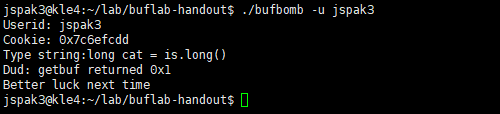 jspak3@kle4:~/lab/buflab-handout$ ./bufbomb -u jspak3
Userid: jspak3
Cookie: 0x7c6efcdd
Type string:long cat = is.long()
Dud: getbuf returned 0x1
Better luck next time
jspak3@kle4:~/lab/buflab-handout$